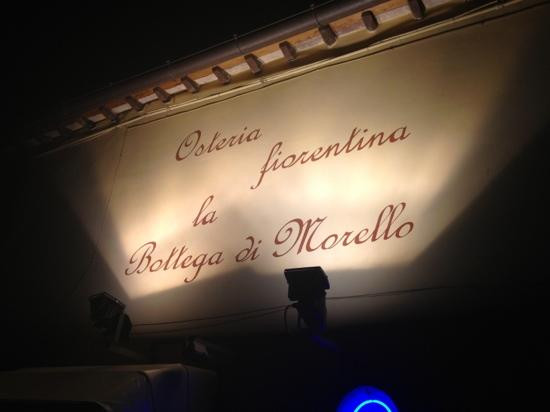 Osteria fiorentina
la
Bottega di Morello